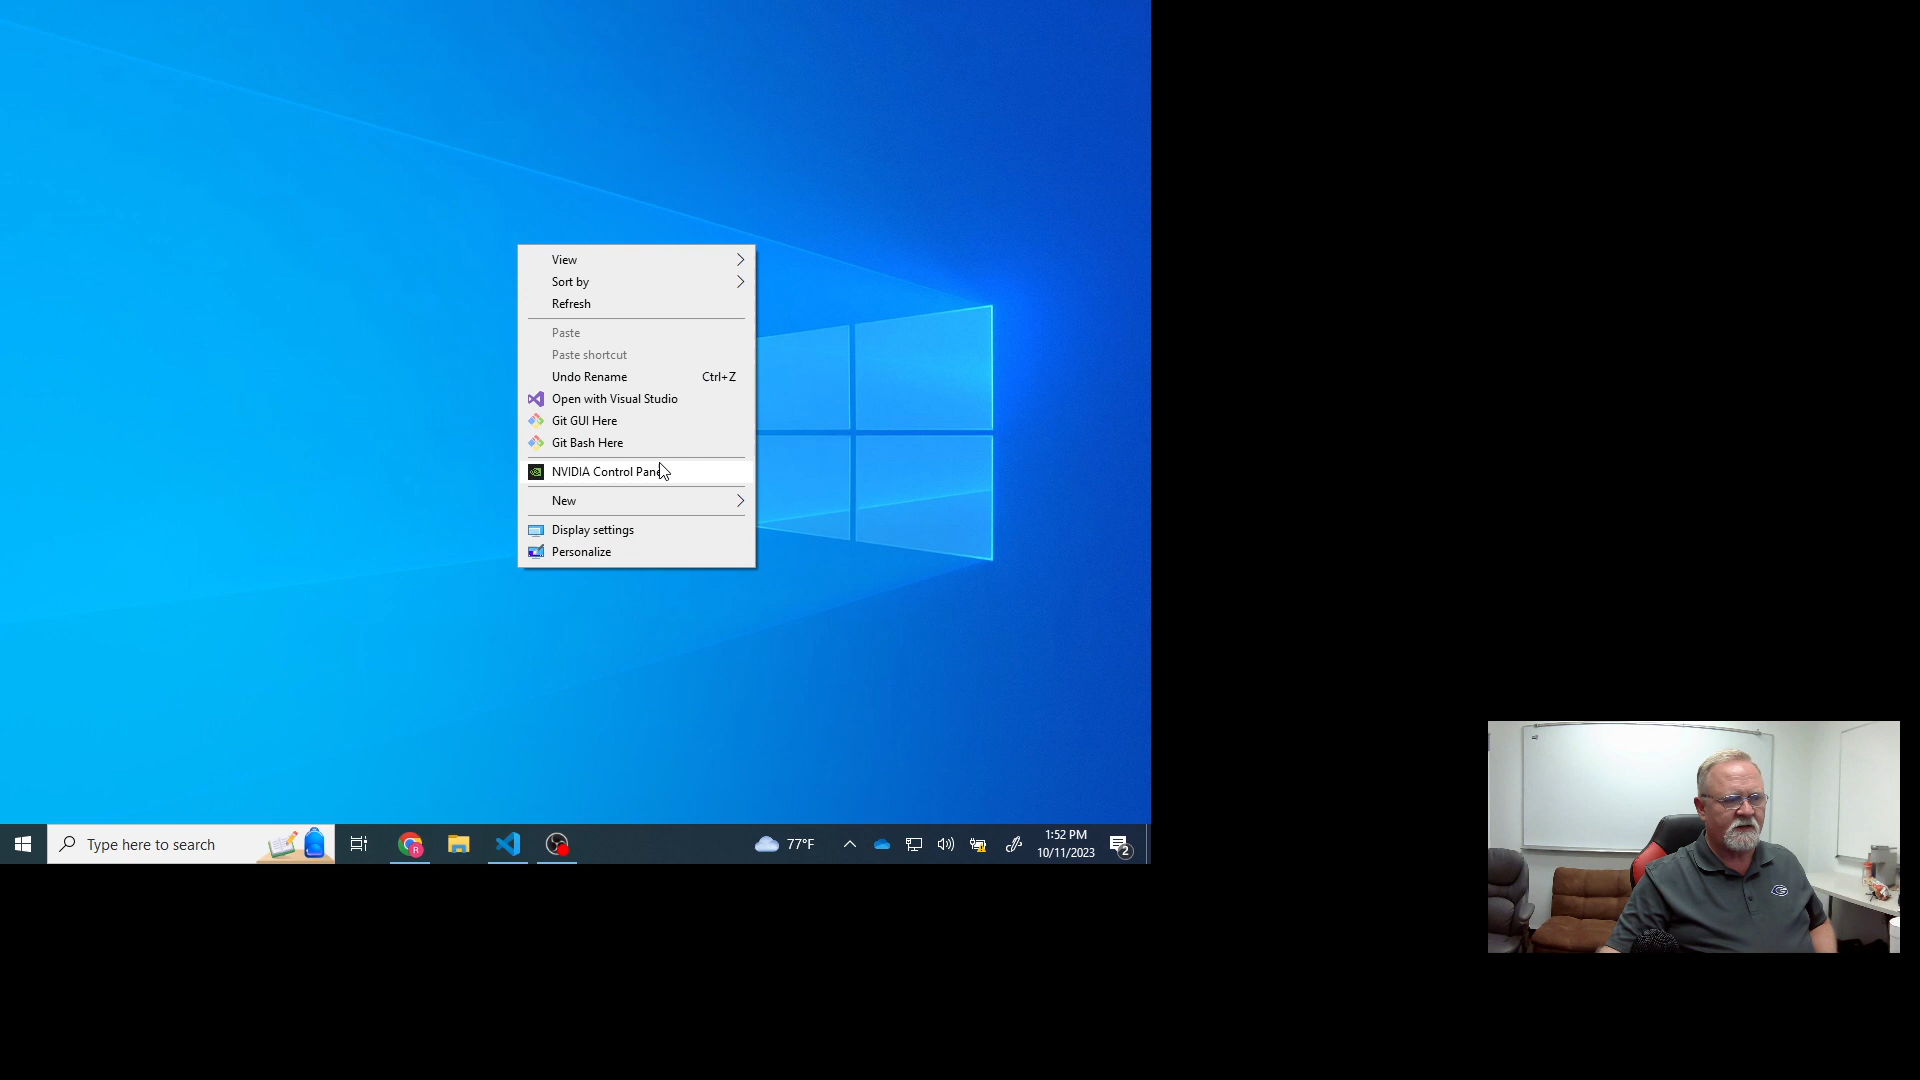 View
Sort by
Refresh
Paste
Paste shortcut
Undo Rename Ctrl+Z
Open with Visual Studio
Git GUI Here
Git Bash Here
NVIDIA Control Pane
New
Display settings
Personalize
Type here to search
R
77°F
1:52 PM
10/11/2023
2